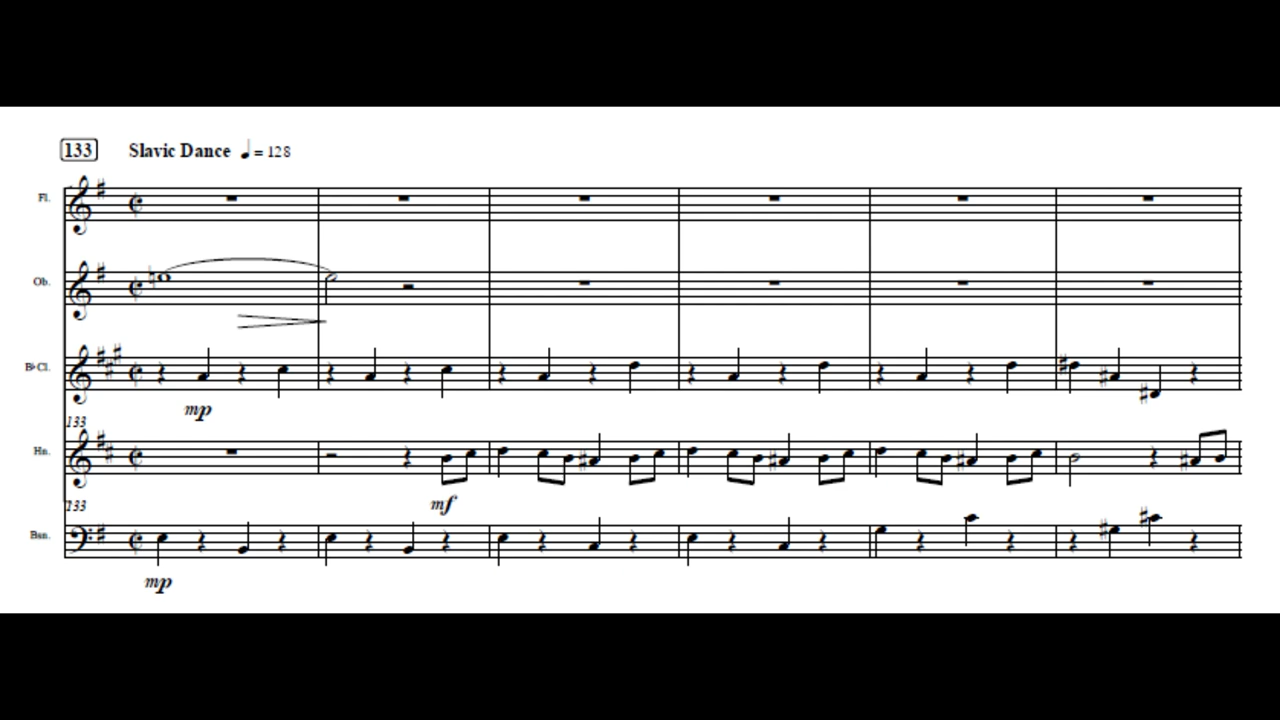 133 Slavic Dance ♩ = 128
Fl.
Ob.
B♭ Cl.
mp
133
Hn.
mf
133
Bsn.
mp